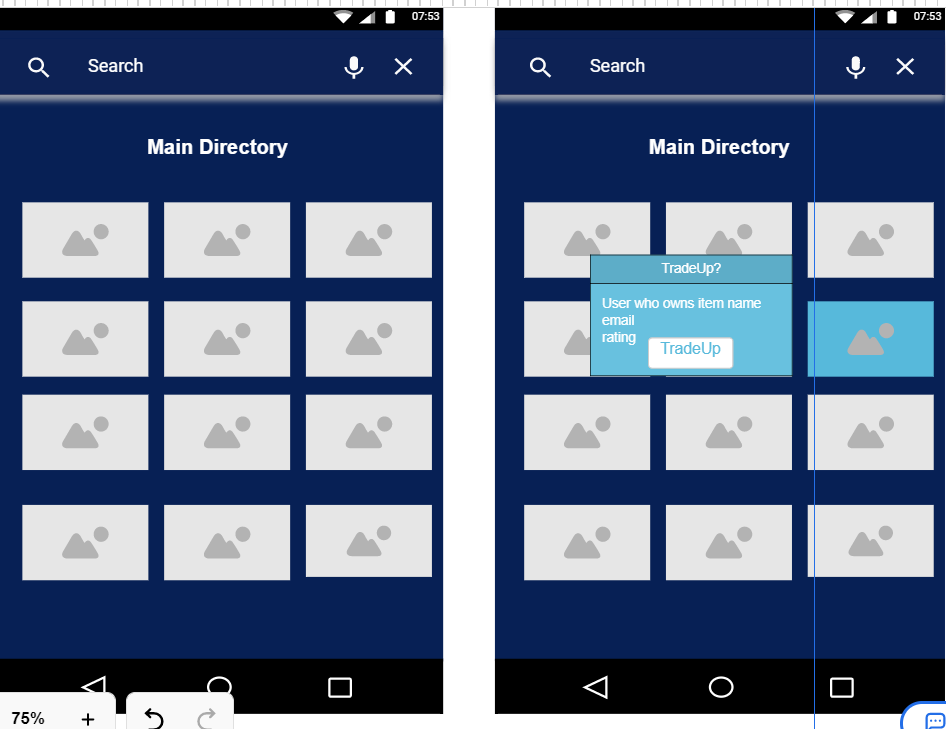 07:53
Search
Main Directory
07:53
Search
Main Directory
TradeUp?
User who owns item name
email
rating
TradeUp
75%